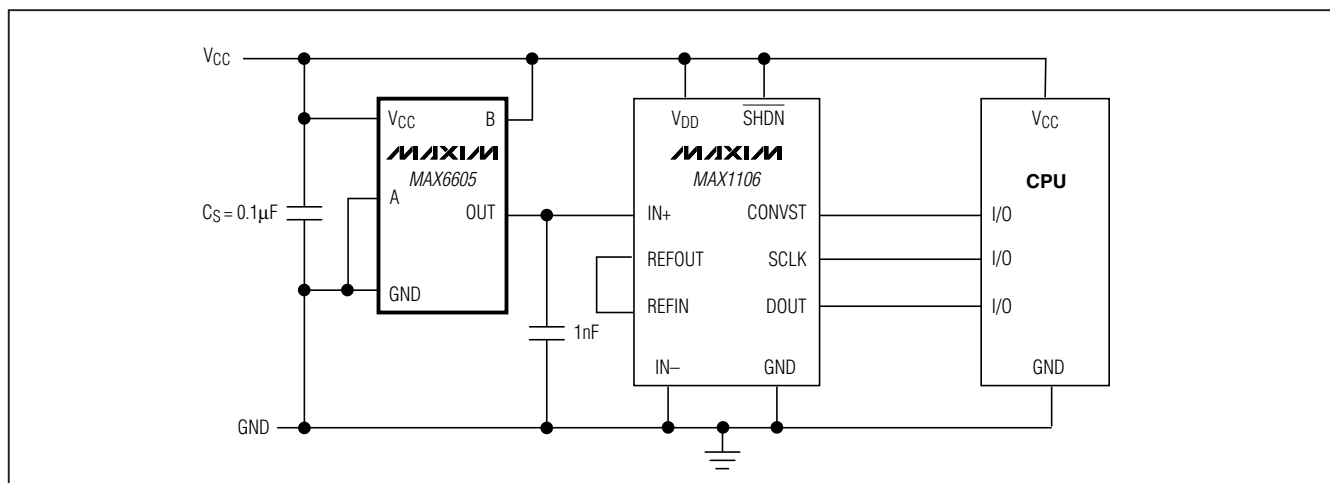 VCC
VCC B
MAXIM
MAX6605
A
OUT
GND
CS = 0.1µF
1nF
GND
VDD SHDN
MAXIM
MAX1106
IN+ CONVST
REFOUT SCLK
REFIN DOUT
IN– GND
VCC
CPU
I/O
I/O
I/O
GND